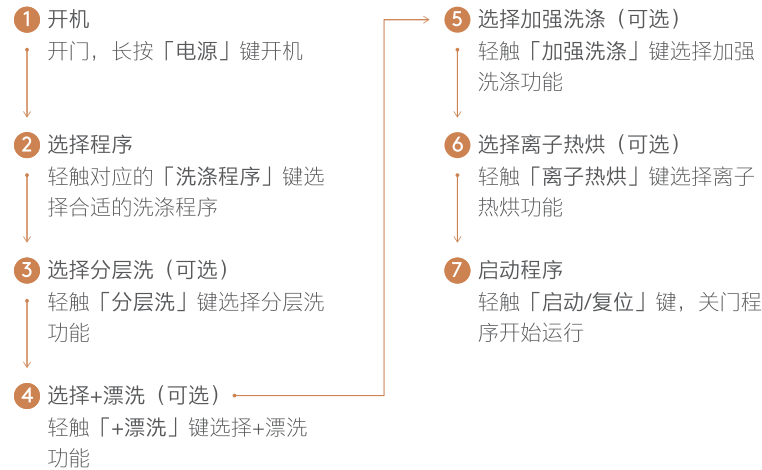 1 开机
开门，长按「电源」键开机
2 选择程序
轻触对应的「洗涤程序」键选
择合适的洗涤程序
3 选择分层洗（可选）
轻触「分层洗」键选择分层洗
功能
4 选择+漂洗（可选）
轻触「+漂洗」键选择+漂洗
功能
5 选择加强洗涤（可选）
轻触「加强洗涤」键选择加强
洗涤功能
6 选择离子热烘（可选）
轻触「离子热烘」键选择离子
热烘功能
7 启动程序
轻触「启动/复位」键，关门程
序开始运行